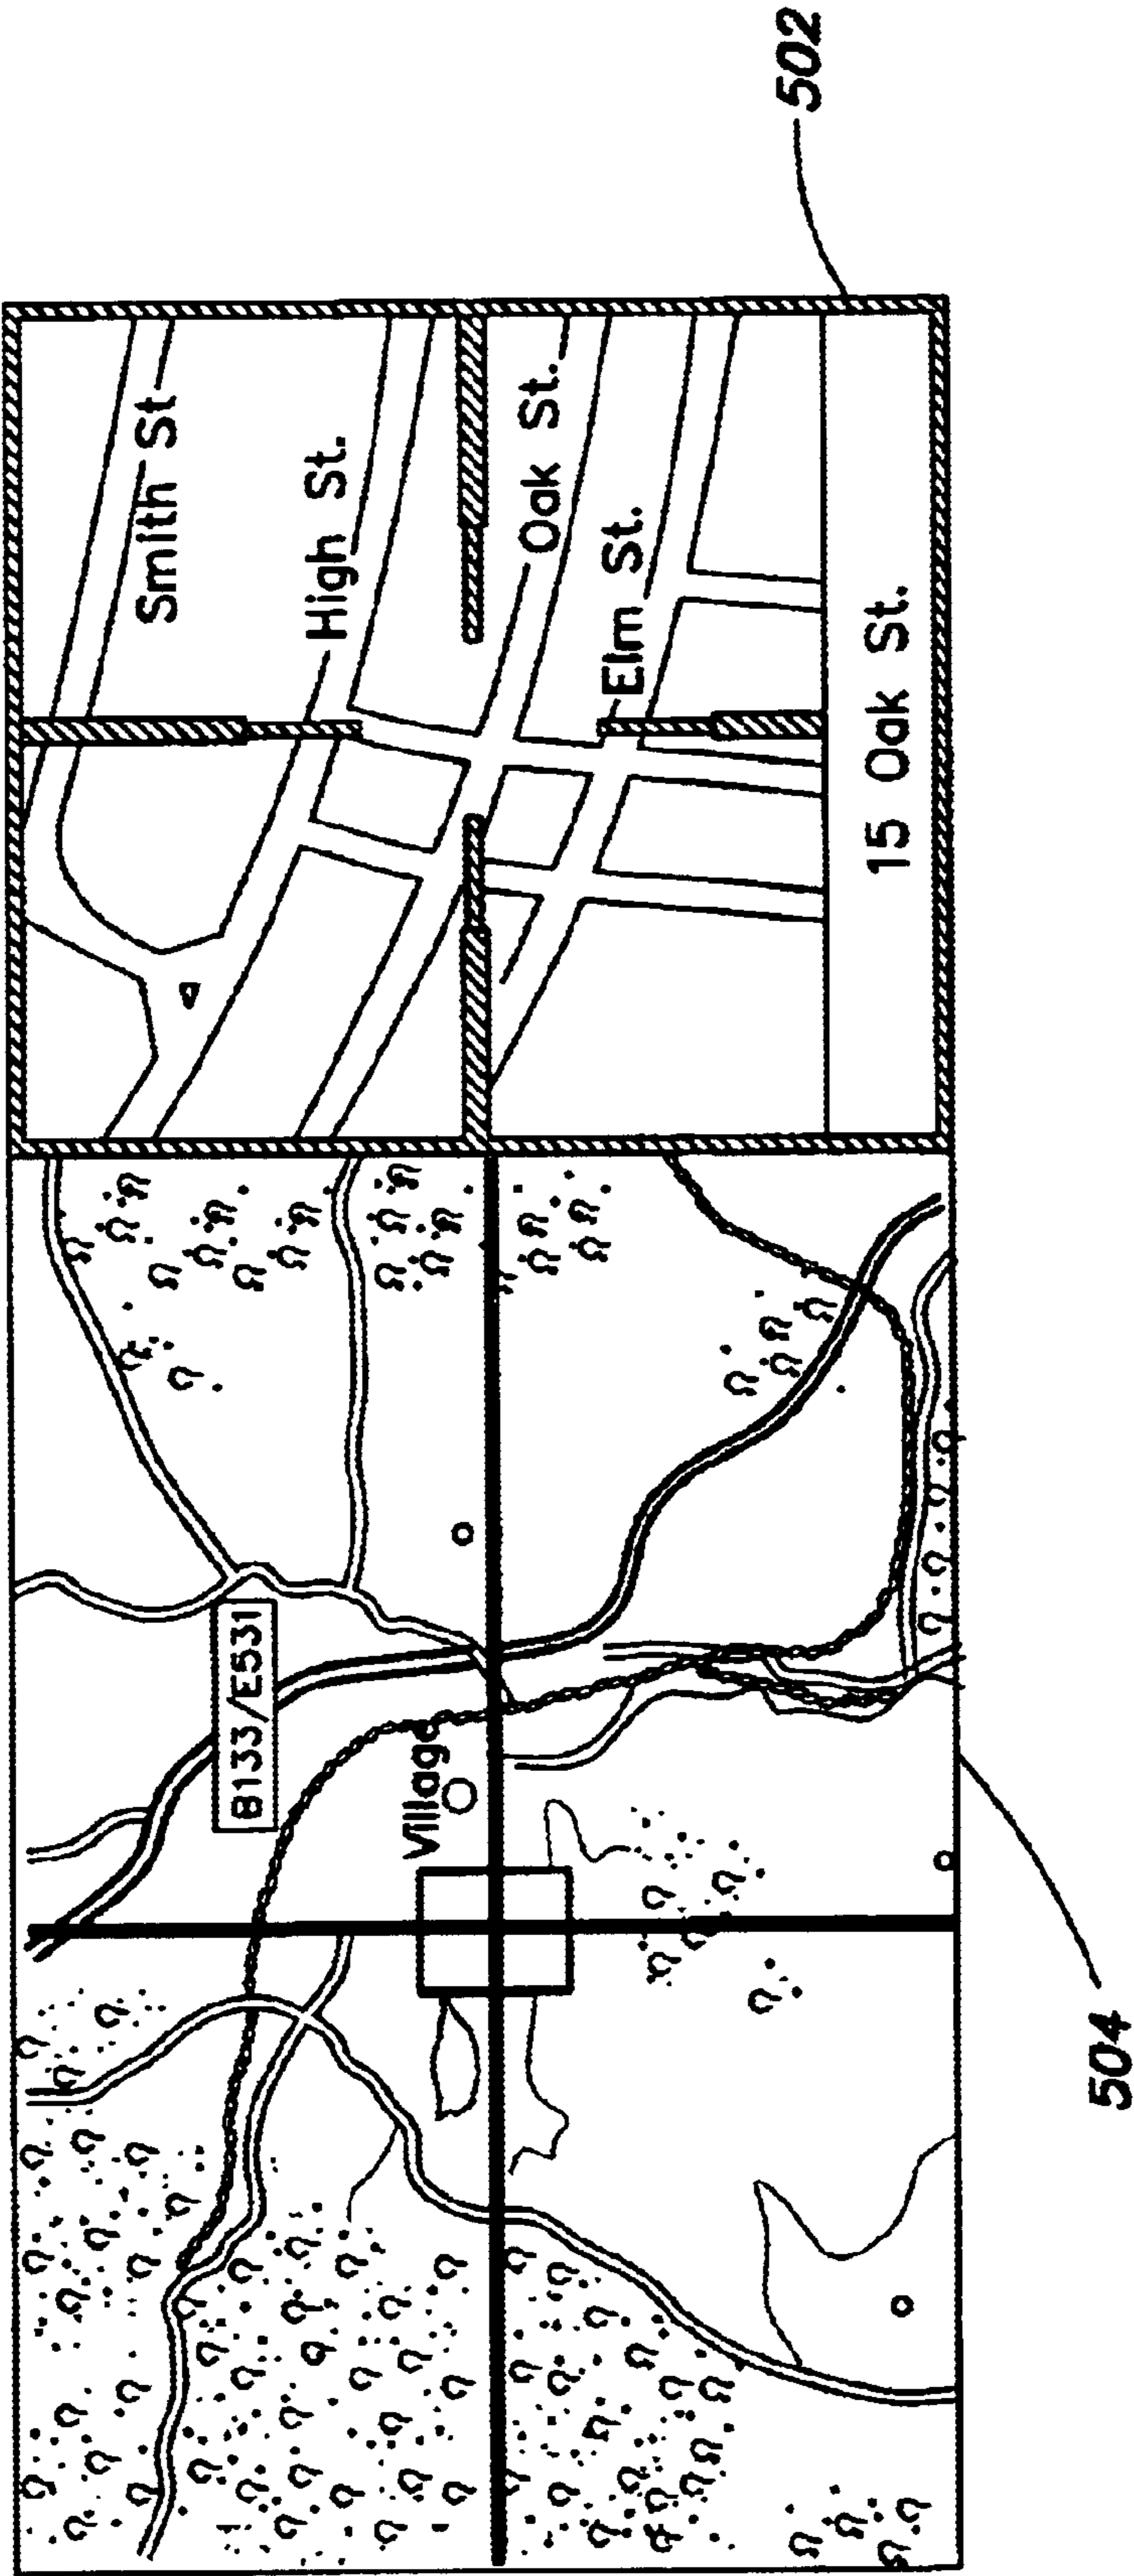 B133/E531
Village
Smith St
High St.
Oak St.
Elm St.
15 Oak St.
502
504